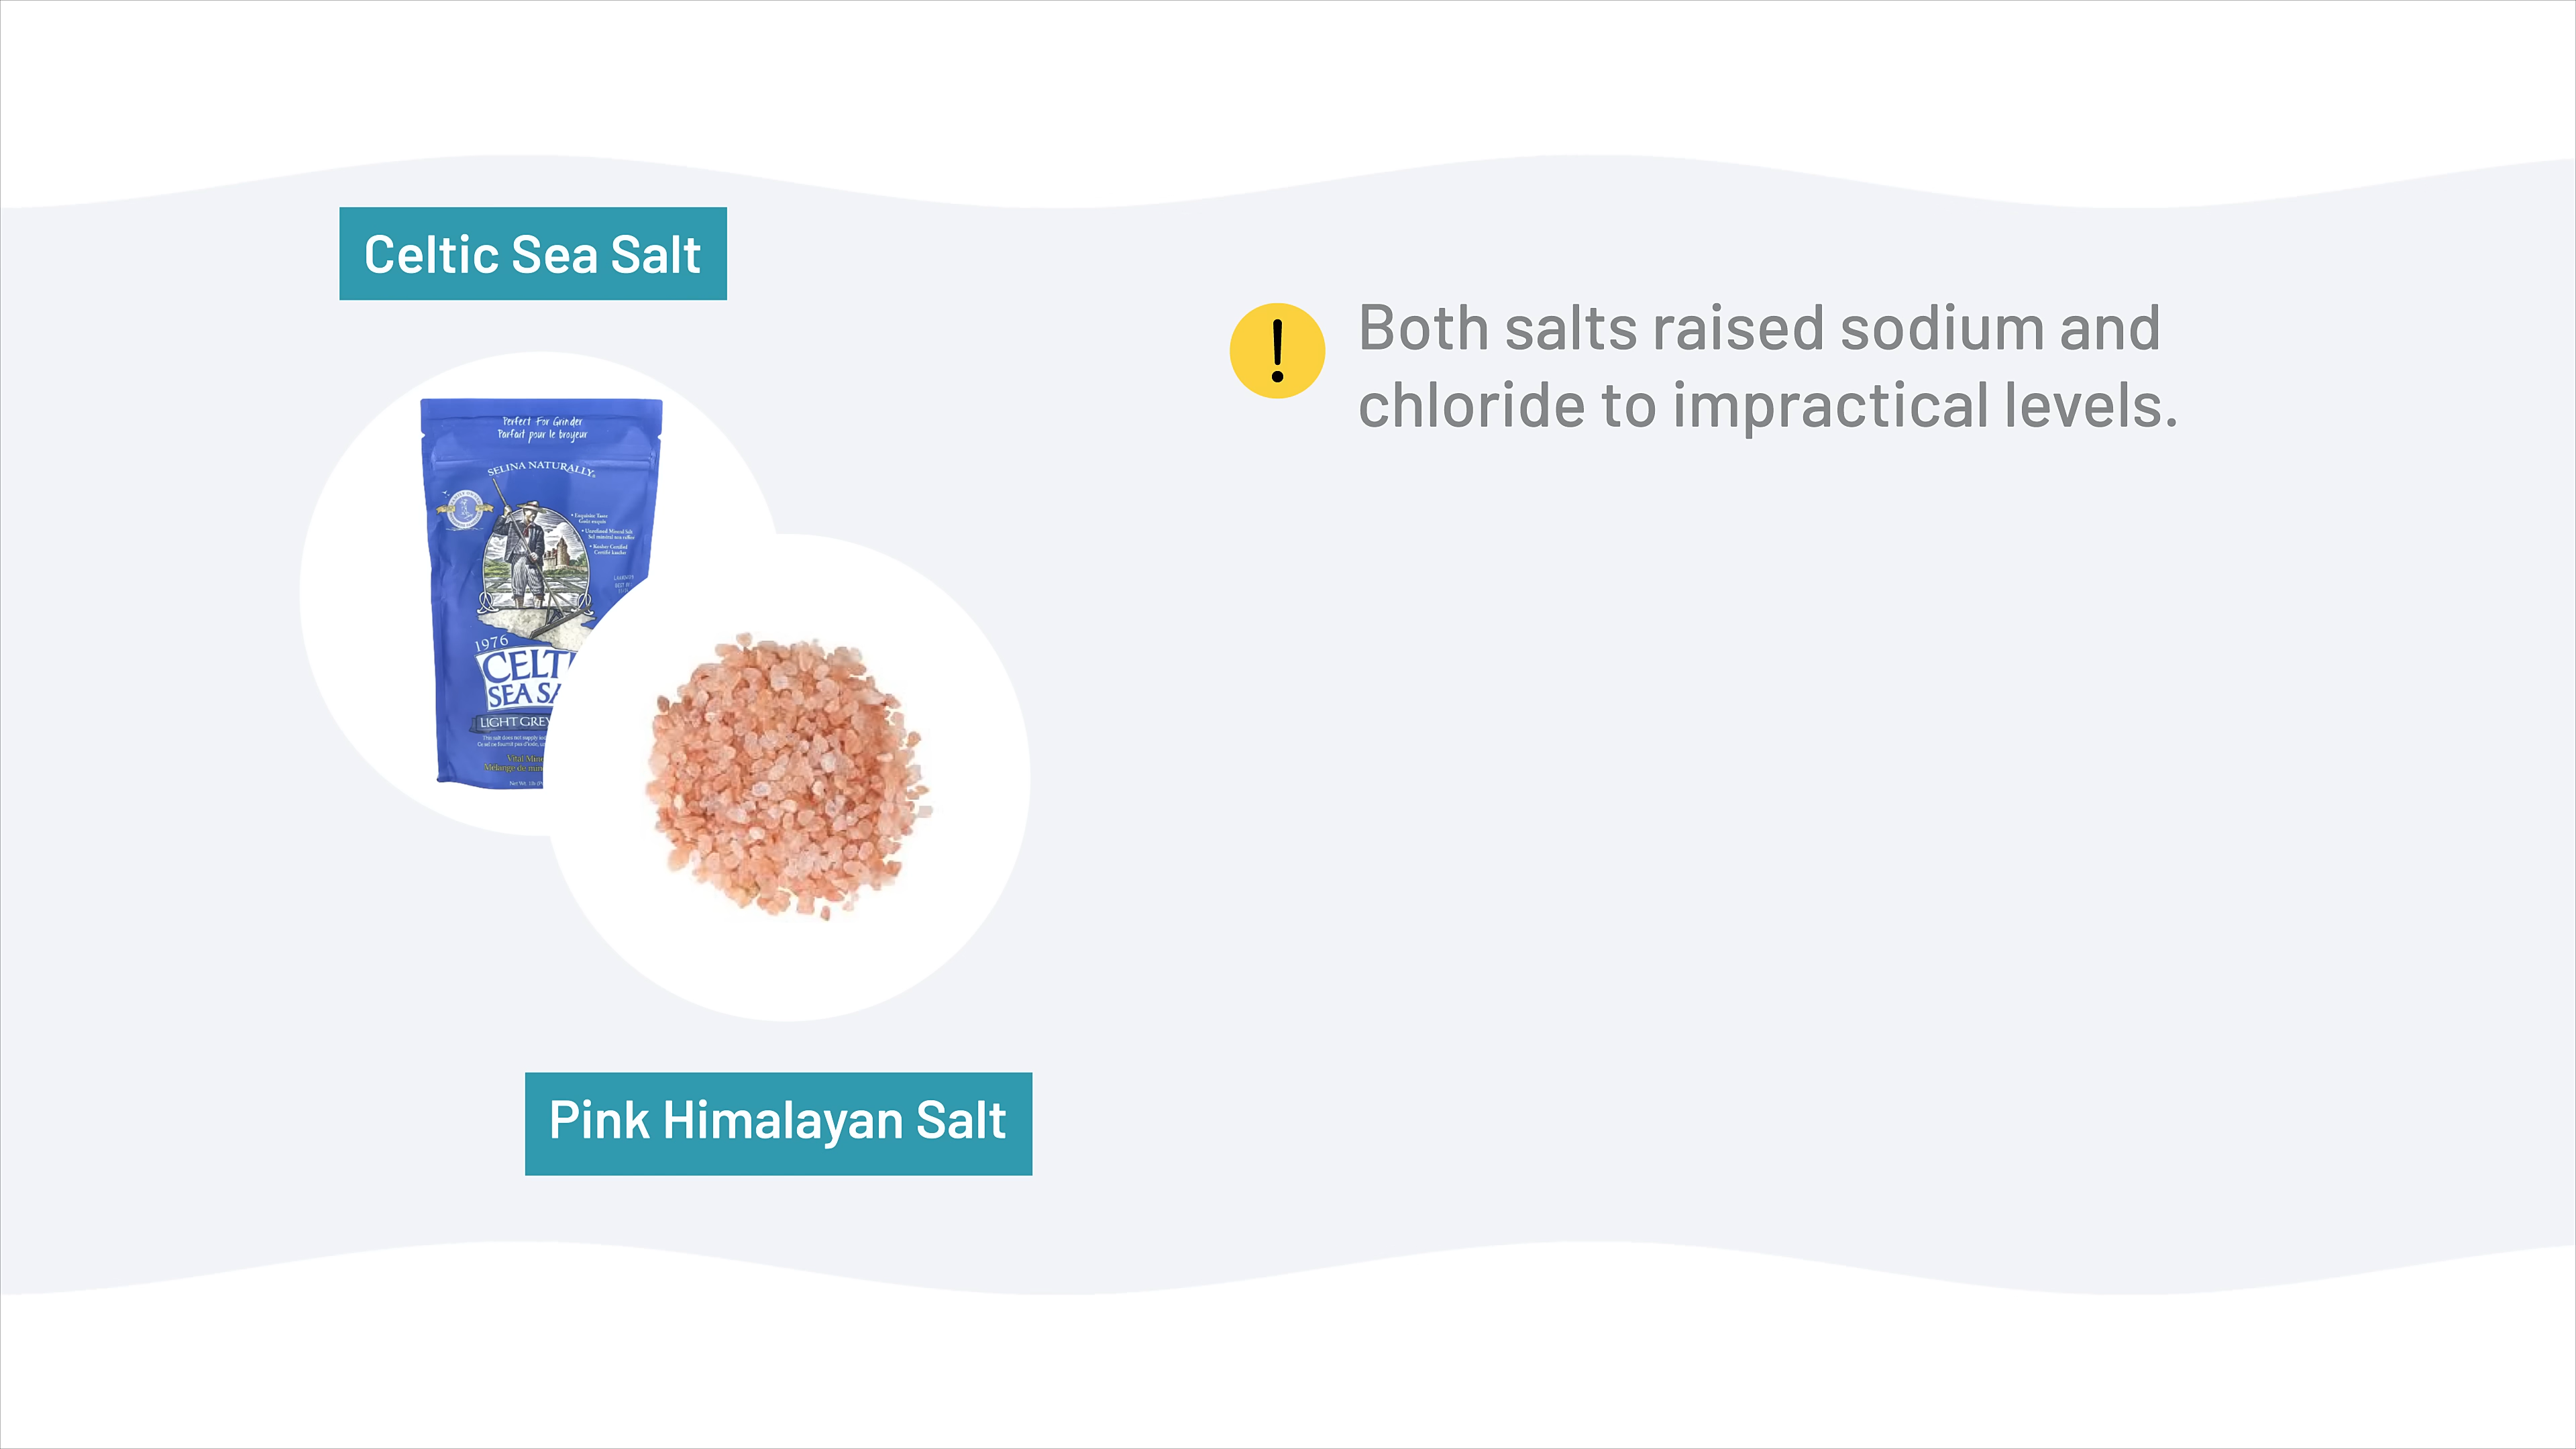 Celtic Sea Salt
Both salts raised sodium and
chloride to impractical levels.
Perfect For Grinder
Parfait pour le broyeur
SELINA NATURALLY
1976
CELT
SEA SA
LIGHT GREY
Pink Himalayan Salt